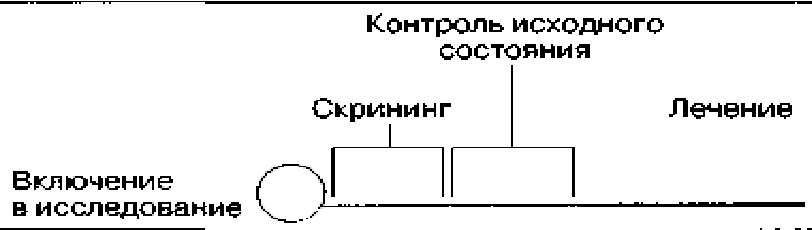 Контроль исходного
состояния
Скрининг
Лечение
Включение
в исследование